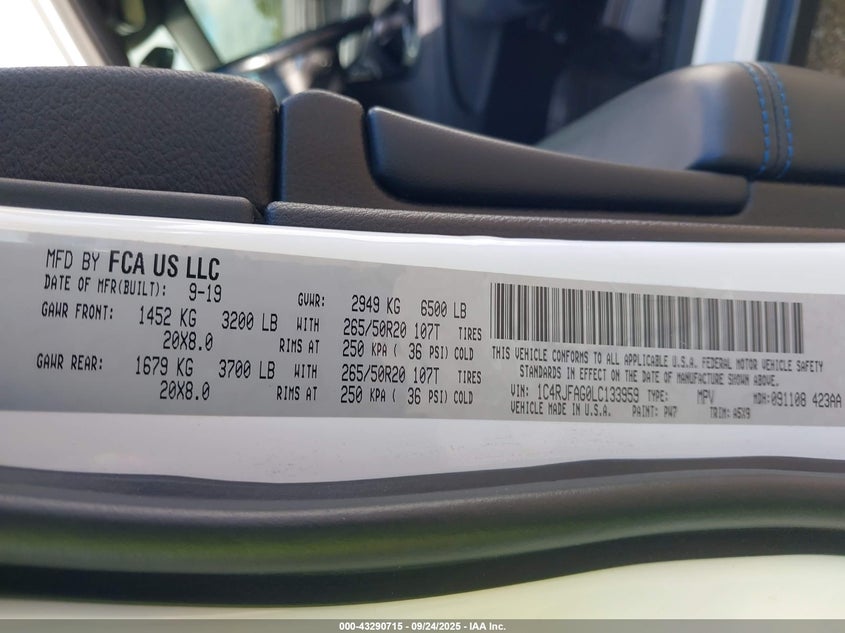 MFD BY FCA US LLC
DATE OF MFR(BUILT): 9-19 GVWR: 2949 KG 6500 LB
GAWR FRONT: 1452 KG 3200 LB WITH 265/50R20 107T TIRES
20X8.0 RIMS AT 250 KPA ( 36 PSI) COLD
GAWR REAR: 1679 KG 3700 LB WITH 265/50R20 107T TIRES
20X8.0 RIMS AT 250 KPA ( 36 PSI) COLD
THIS VEHICLE CONFORMS TO ALL APPLICABLE U.S.A. FEDERAL MOTOR VEHICLE SAFETY
STANDARDS IN EFFECT ON THE DATE OF MANUFACTURE SHOWN ABOVE.
VIN: 1C4RJFAG0LC133959 TYPE: MPV MDH: 091108 423AA
VEHICLE MADE IN U.S.A. PAINT: PW7 TRIM: A5X9
000-43290715 - 09/24/2025 - IAA Inc.